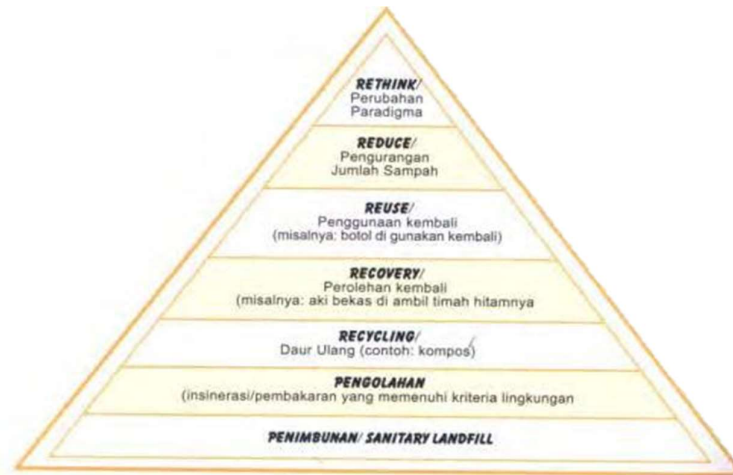 RETHINK/
Perubahan
Paradigma
REDUCE/
Pengurangan
Jumlah Sampah
REUSE/
Penggunaan kembali
(misalnya: botol di gunakan kembali)
RECOVERY/
Perolehan kembali
(misalnya: aki bekas di ambil timah hitamnya
RECYCLING/
Daur Ulang (contoh: kompos)
PENGOLAHAN
(insinerasi/pembakaran yang memenuhi kriteria lingkungan
PENIMBUNAN/ SANITARY LANDFILL